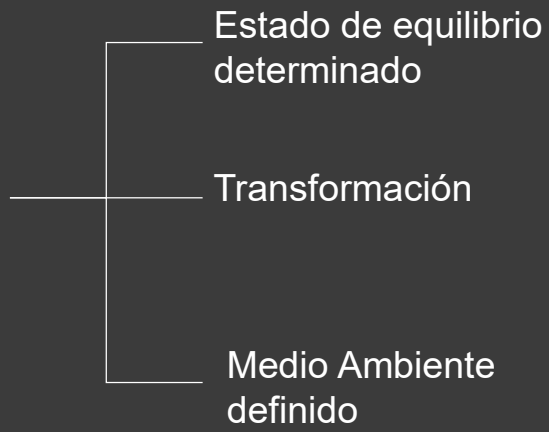 Estado de equilibrio
determinado
Transformación
Medio Ambiente
definido